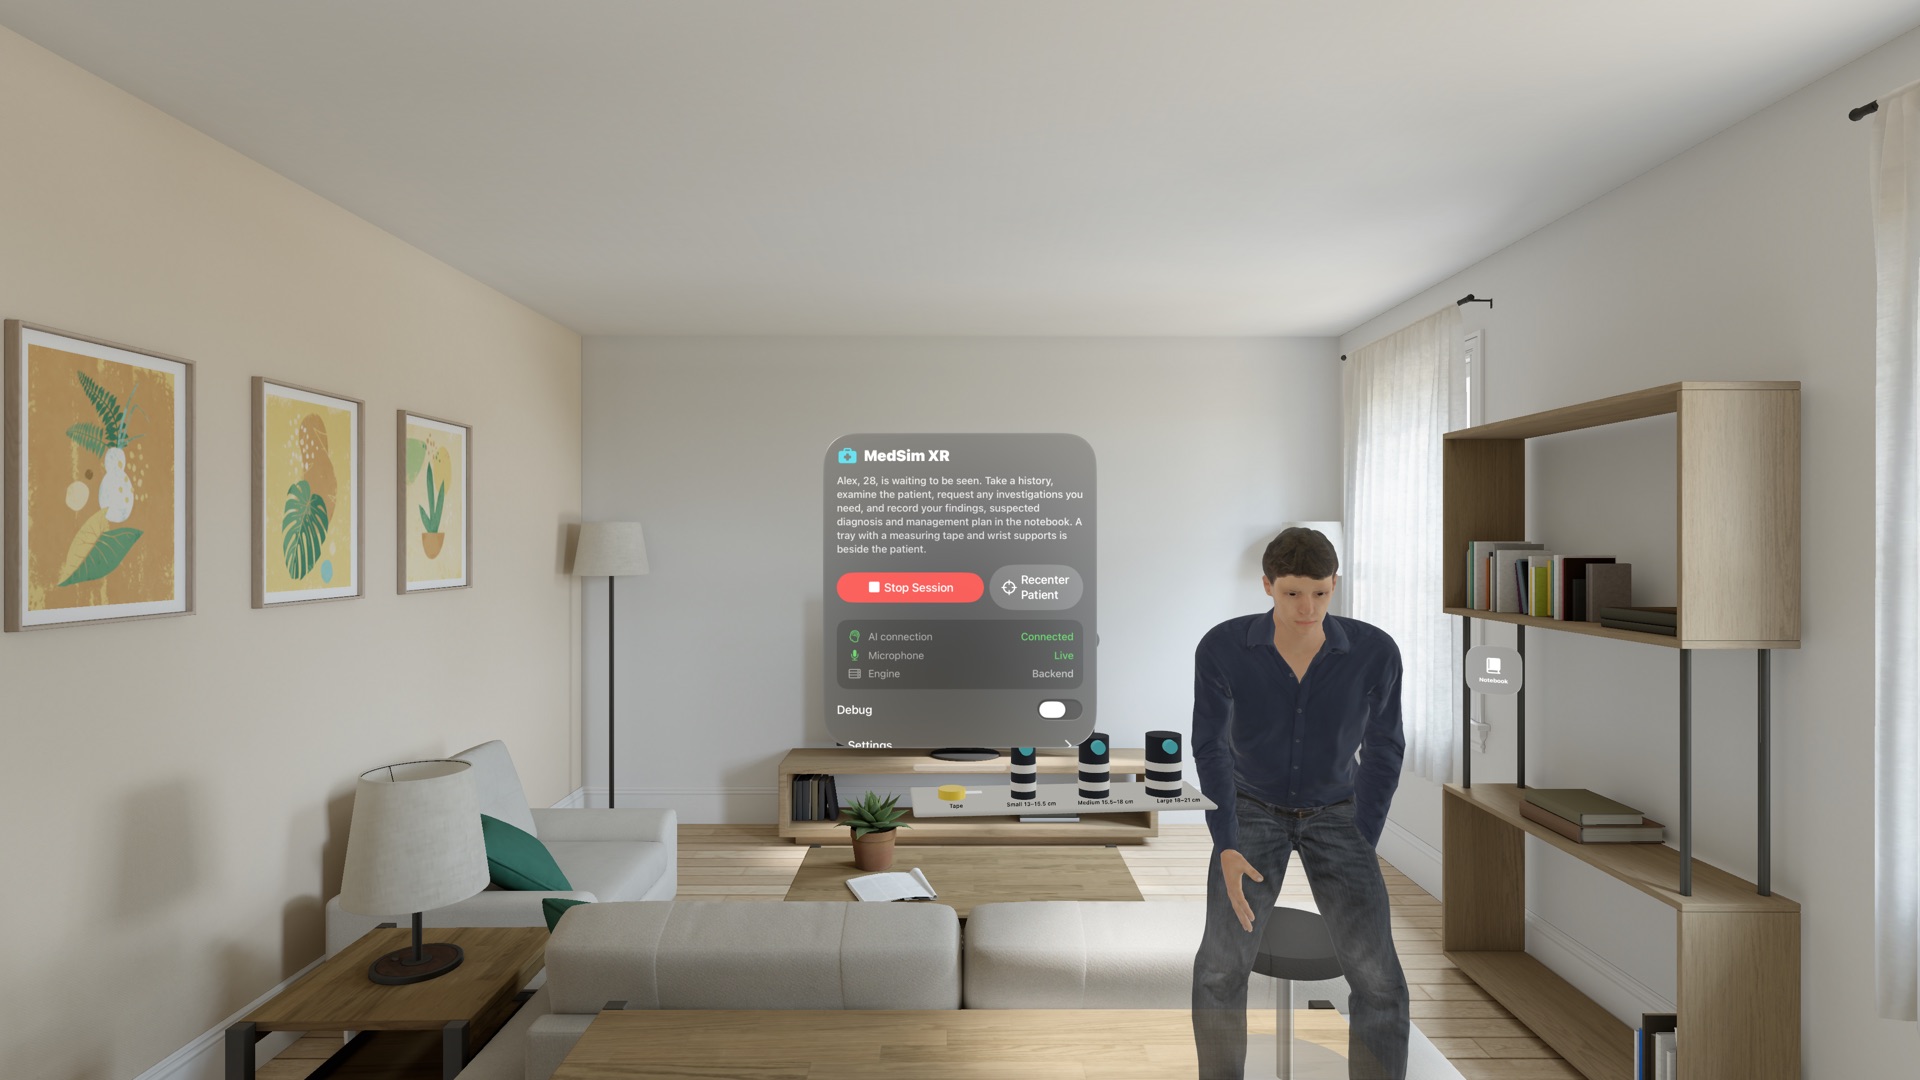 MedSim XR
Alex, 28, is waiting to be seen. Take a history,
examine the patient, request any investigations you
need, and record your findings, suspected
diagnosis and management plan in the notebook. A
tray with a measuring tape and wrist supports is
beside the patient.
Stop Session
Recenter
Patient
AI connection Connected
Microphone Live
Engine Backend
Debug
Settings
Notebook
Tape
Small 13–15.5 cm
Medium 15.5–18 cm
Large 18–21 cm